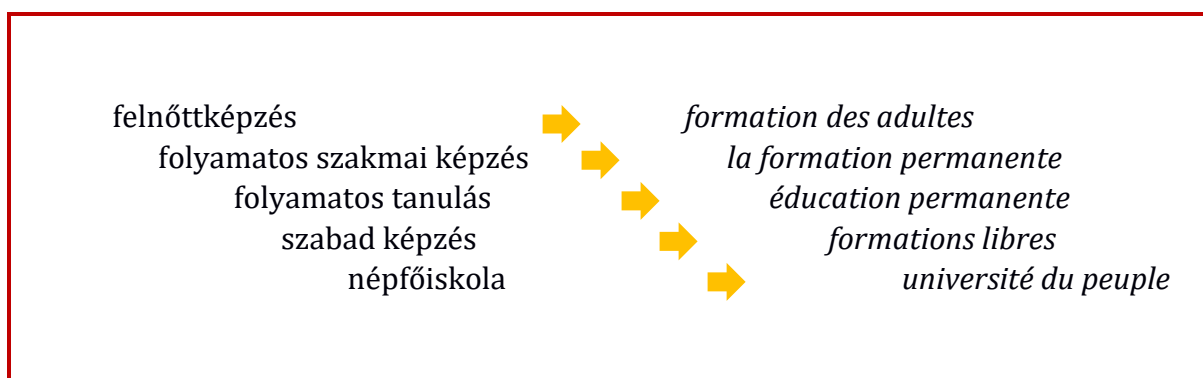 felnőttképzés formation des adultes
folyamatos szakmai képzés la formation permanente
folyamatos tanulás éducation permanente
szabad képzés formations libres
népfőiskola université du peuple